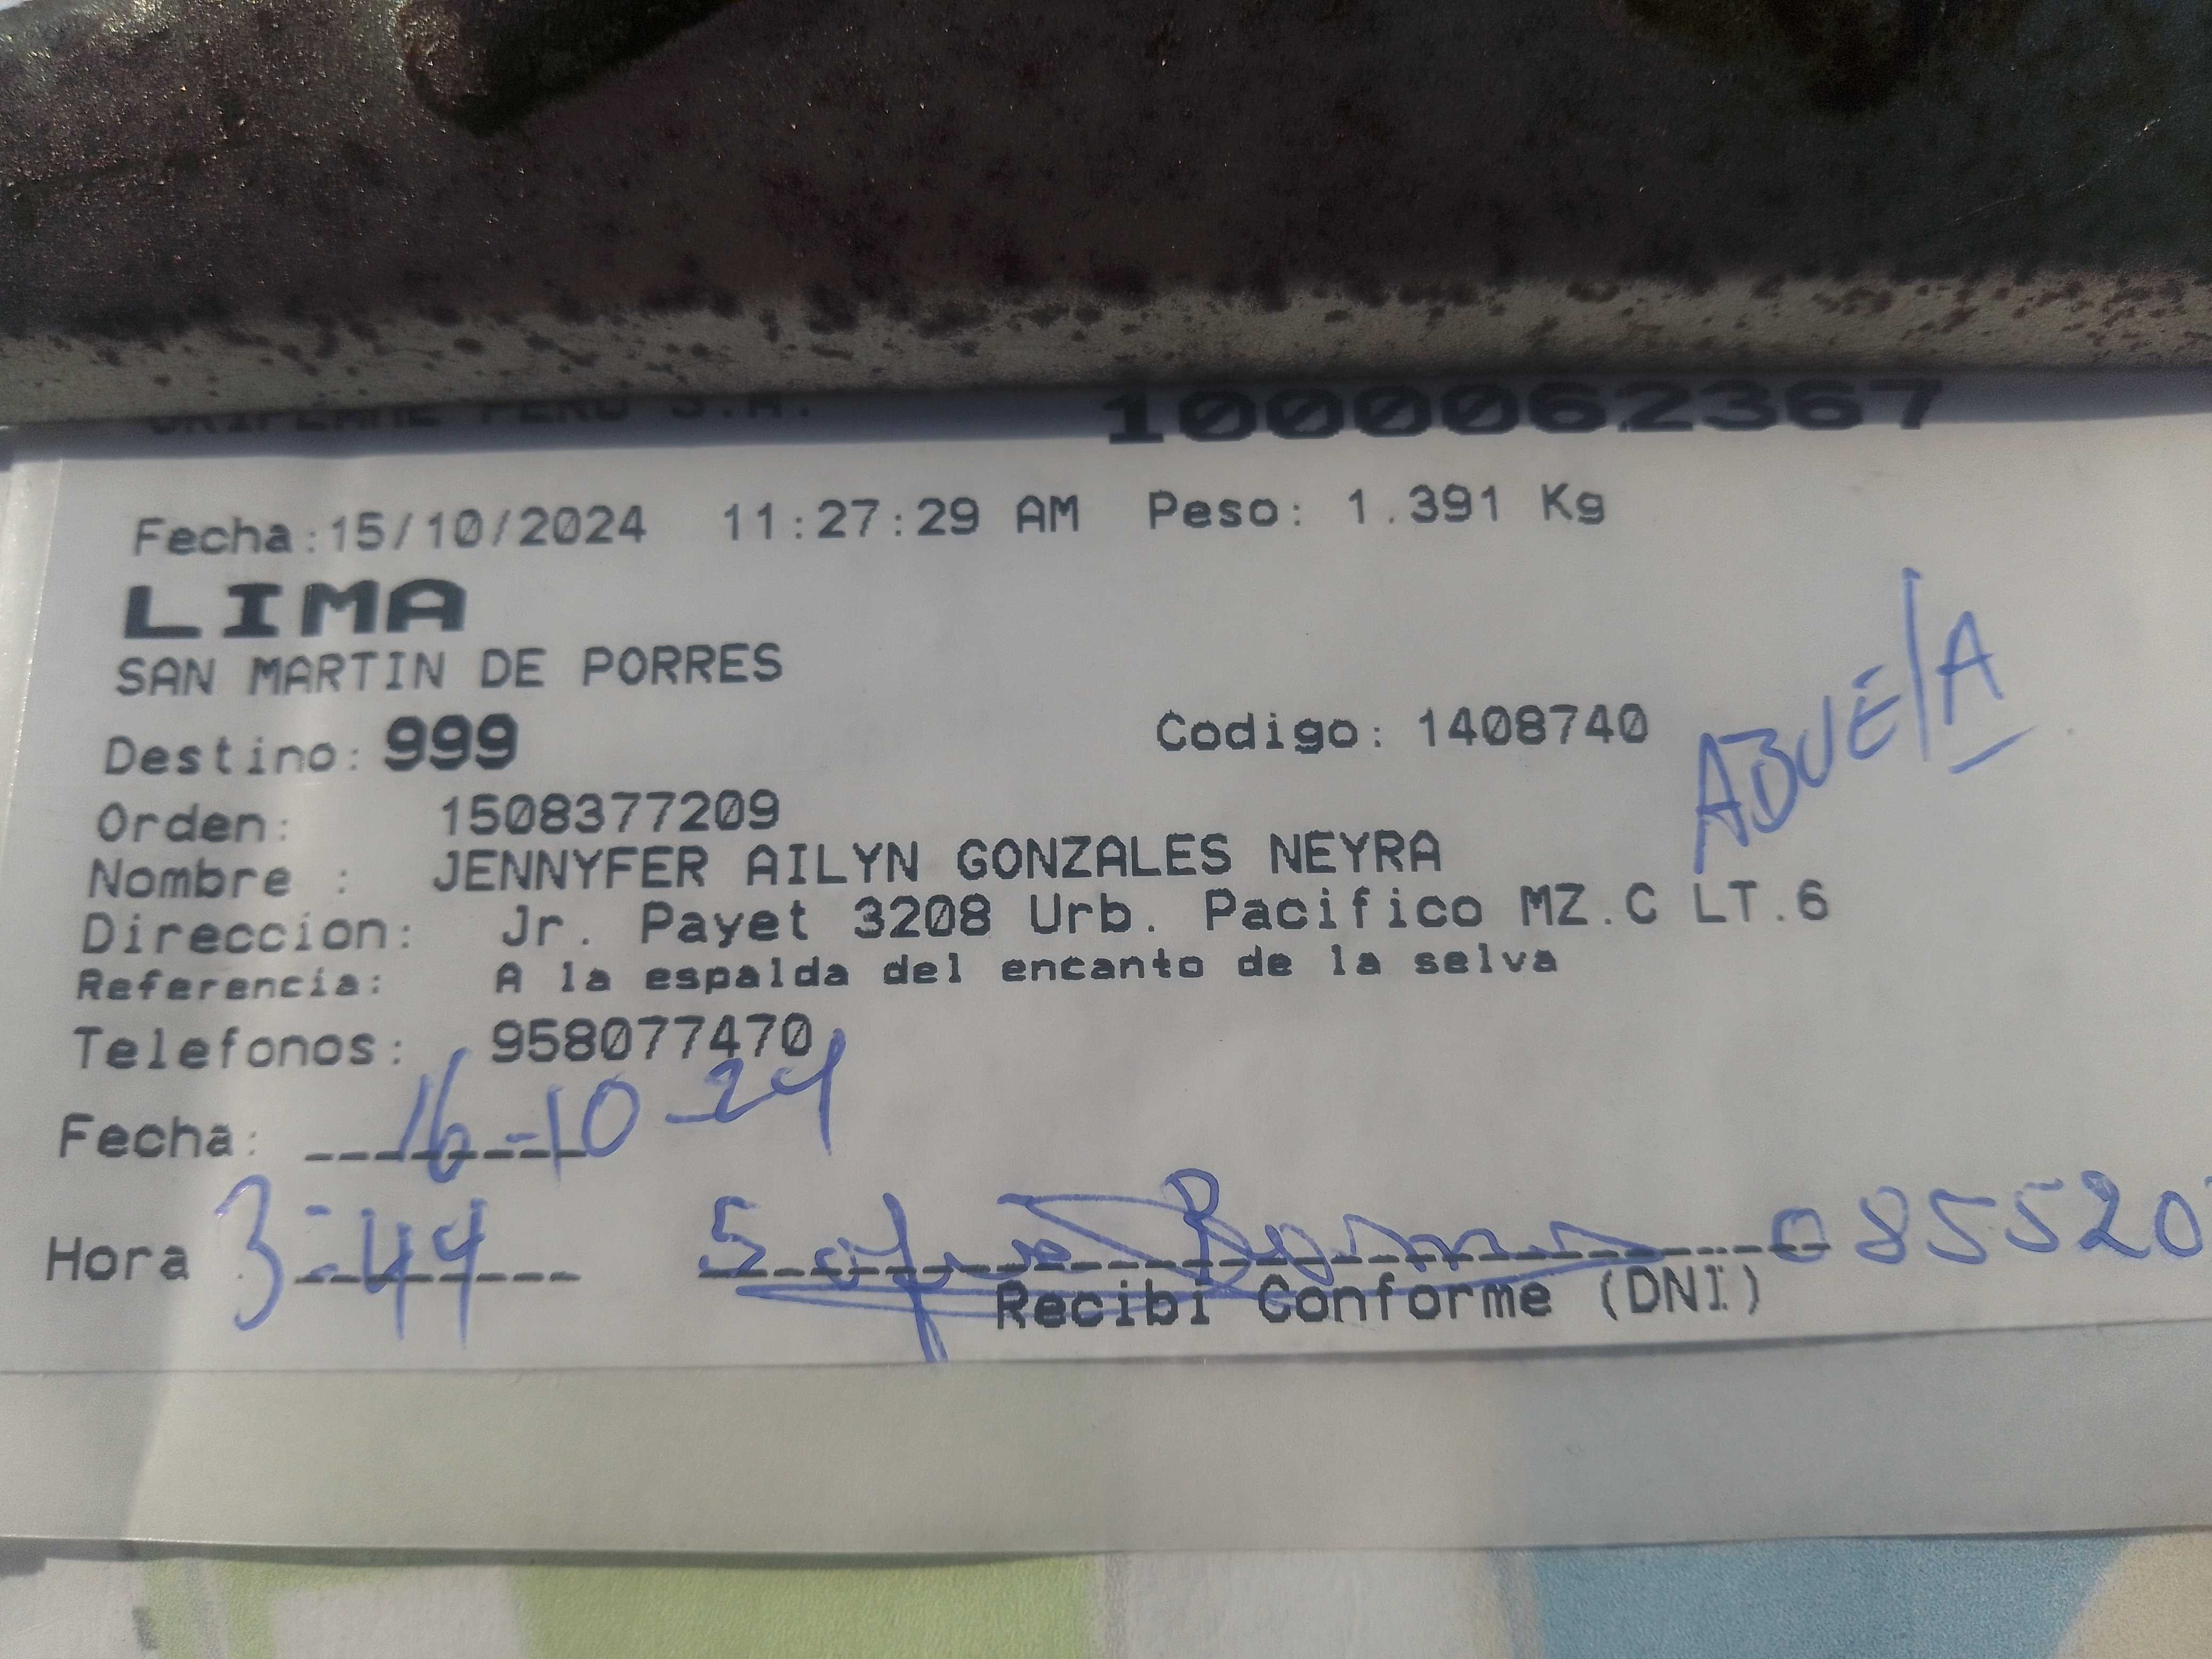 ORIFLAME PERU S.A. 1000062367
Fecha:15/10/2024 11:27:29 AM Peso: 1.391 Kg
LIMA
SAN MARTIN DE PORRES
Destino: 999 Codigo: 1408740
ABUElA
Orden: 1508377209
Nombre : JENNYFER AILYN GONZALES NEYRA
Direccion: Jr. Payet 3208 Urb. Pacifico MZ.C LT.6
Referencia: A la espalda del encanto de la selva
Telefonos: 958077470
Fecha: 16-10-24
Hora 3:44 085520
Recibi Conforme (DNI)